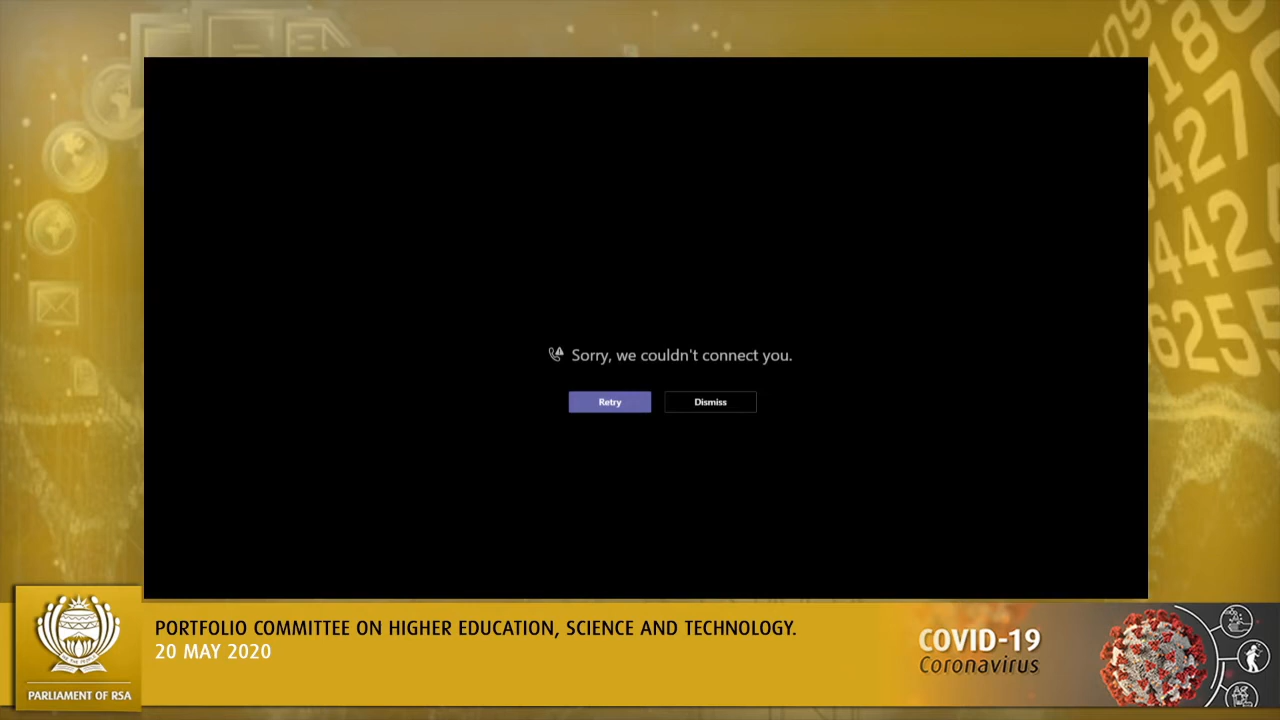 Sorry, we couldn't connect you.
Retry Dismiss
PORTFOLIO COMMITTEE ON HIGHER EDUCATION, SCIENCE AND TECHNOLOGY.
20 MAY 2020
PARLIAMENT OF RSA
COVID-19
Coronavirus